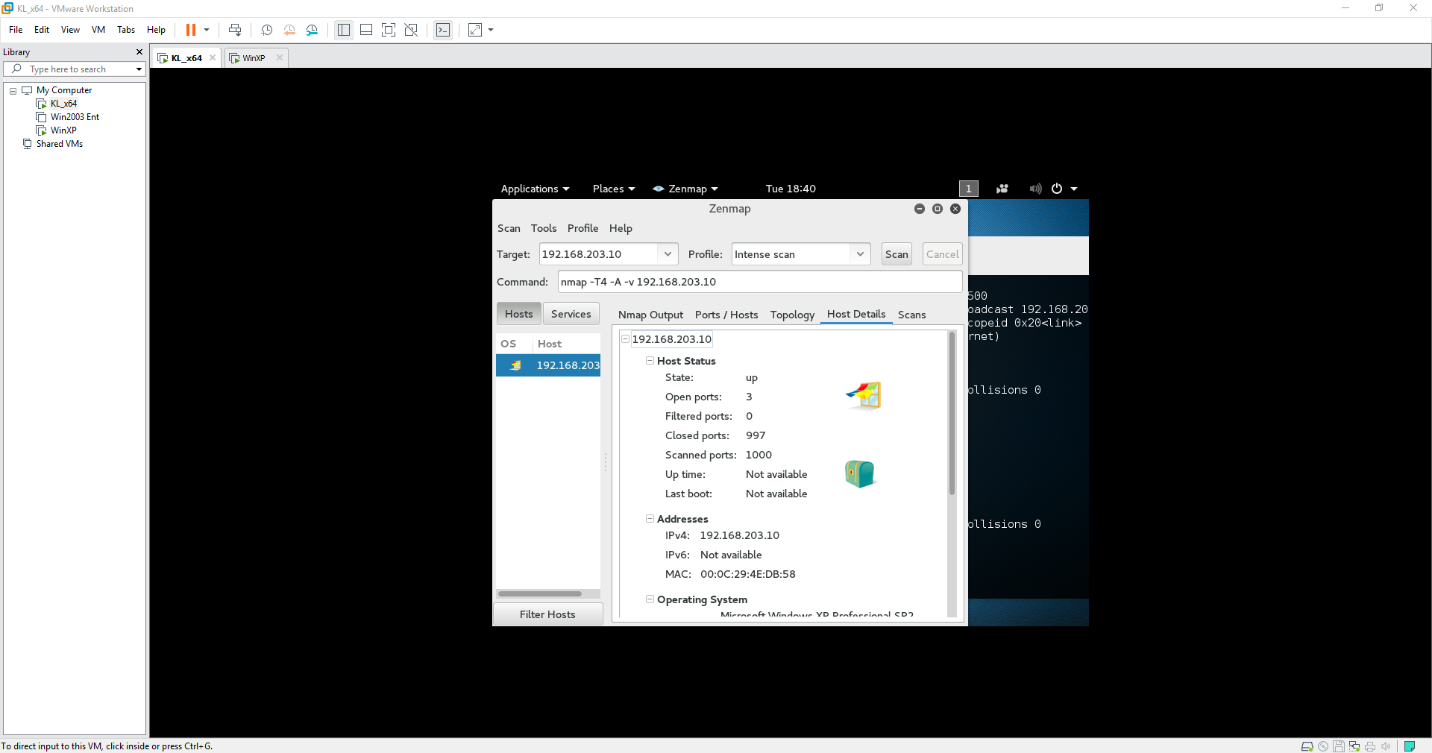 KL_x64 - VMware Workstation
File Edit View VM Tabs Help
Library
Type here to search
My Computer
KL_x64
Win2003 Ent
WinXP
Shared VMs
KL_x64 WinXP
Applications Places Zenmap Tue 18:40 1
Zenmap
Scan Tools Profile Help
Target: 192.168.203.10 Profile: Intense scan Scan Cancel
Command: nmap -T4 -A -v 192.168.203.10
Hosts Services Nmap Output Ports / Hosts Topology Host Details Scans
OS Host
192.168.203
192.168.203.10
Host Status
State: up
Open ports: 3
Filtered ports: 0
Closed ports: 997
Scanned ports: 1000
Up time: Not available
Last boot: Not available
Addresses
IPv4: 192.168.203.10
IPv6: Not available
MAC: 00:0C:29:4E:DB:58
Operating System
Microsoft Windows XP Professional SP2
Filter Hosts
500
oadcast 192.168.20
copeid 0x20<link>
rnet)
ollisions 0
ollisions 0
To direct input to this VM, click inside or press Ctrl+G.